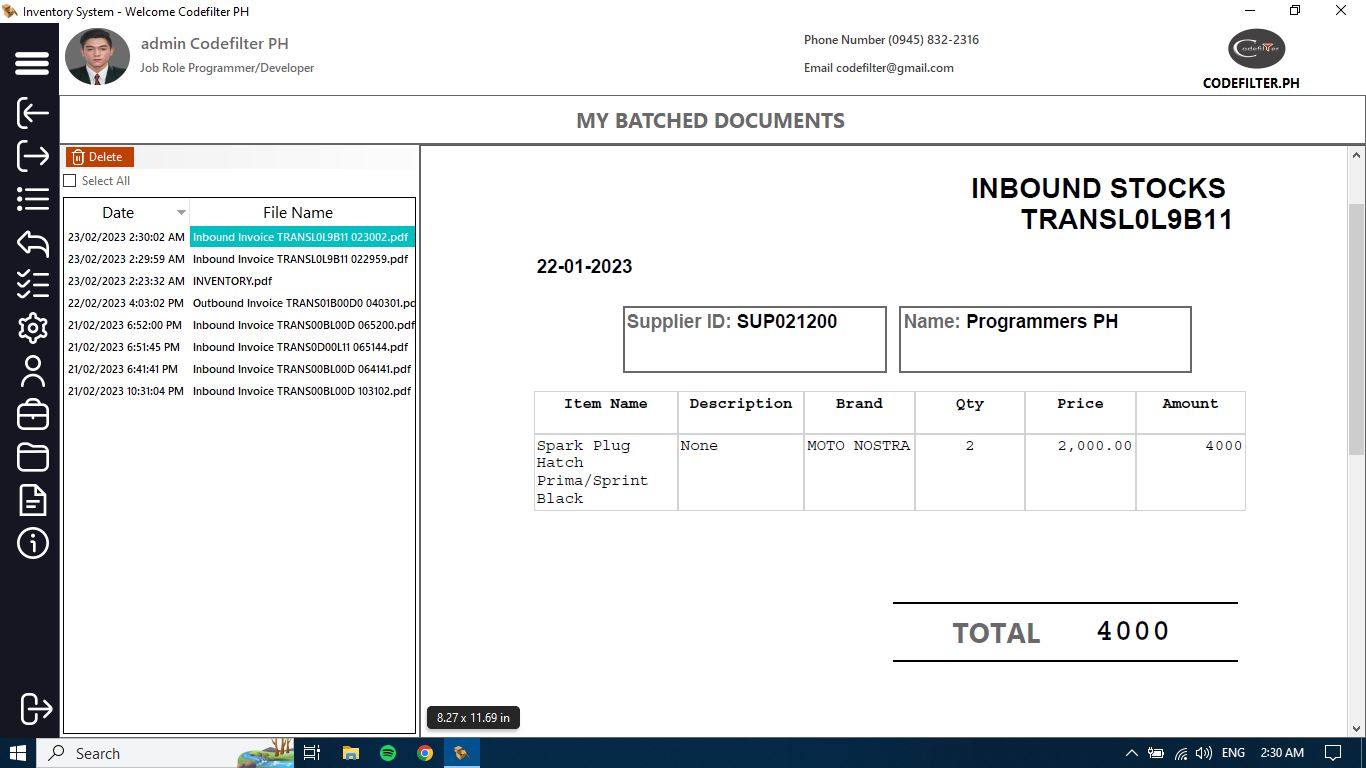 Inventory System - Welcome Codefilter PH
admin Codefilter PH
Job Role Programmer/Developer
Phone Number (0945) 832-2316
Email codefilter@gmail.com
Codefilter
CODEFILTER.PH
MY BATCHED DOCUMENTS
Delete
Select All
Date File Name
23/02/2023 2:30:02 AM Inbound Invoice TRANSL0L9B11 023002.pdf
23/02/2023 2:29:59 AM Inbound Invoice TRANSL0L9B11 022959.pdf
23/02/2023 2:23:32 AM INVENTORY.pdf
22/02/2023 4:03:02 PM Outbound Invoice TRANS01B00D0 040301.pc
21/02/2023 6:52:00 PM Inbound Invoice TRANS00BL00D 065200.pdf
21/02/2023 6:51:45 PM Inbound Invoice TRANS0D00L11 065144.pdf
21/02/2023 6:41:41 PM Inbound Invoice TRANS00BL00D 064141.pdf
21/02/2023 10:31:04 PM Inbound Invoice TRANS00BL00D 103102.pdf
INBOUND STOCKS
TRANSL0L9B11
22-01-2023
Supplier ID: SUP021200 Name: Programmers PH
Item Name Description Brand Qty Price Amount
Spark Plug None MOTO NOSTRA 2 2,000.00 4000
Hatch
Prima/Sprint
Black
TOTAL 4000
8.27 x 11.69 in
Search
ENG 2:30 AM